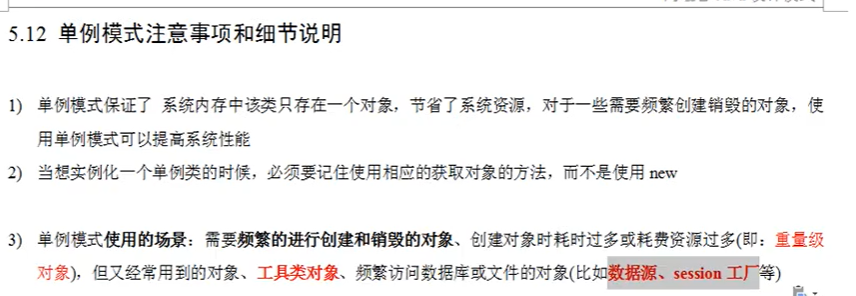 5.12 单例模式注意事项和细节说明
1) 单例模式保证了 系统内存中该类只存在一个对象，节省了系统资源，对于一些需要频繁创建销毁的对象，使
用单例模式可以提高系统性能
2) 当想实例化一个单例类的时候，必须要记住使用相应的获取对象的方法，而不是使用 new
3) 单例模式使用的场景：需要频繁的进行创建和销毁的对象、创建对象时耗时过多或耗费资源过多(即：重量级
对象)，但又经常用到的对象、工具类对象、频繁访问数据库或文件的对象(比如数据源、session 工厂等)